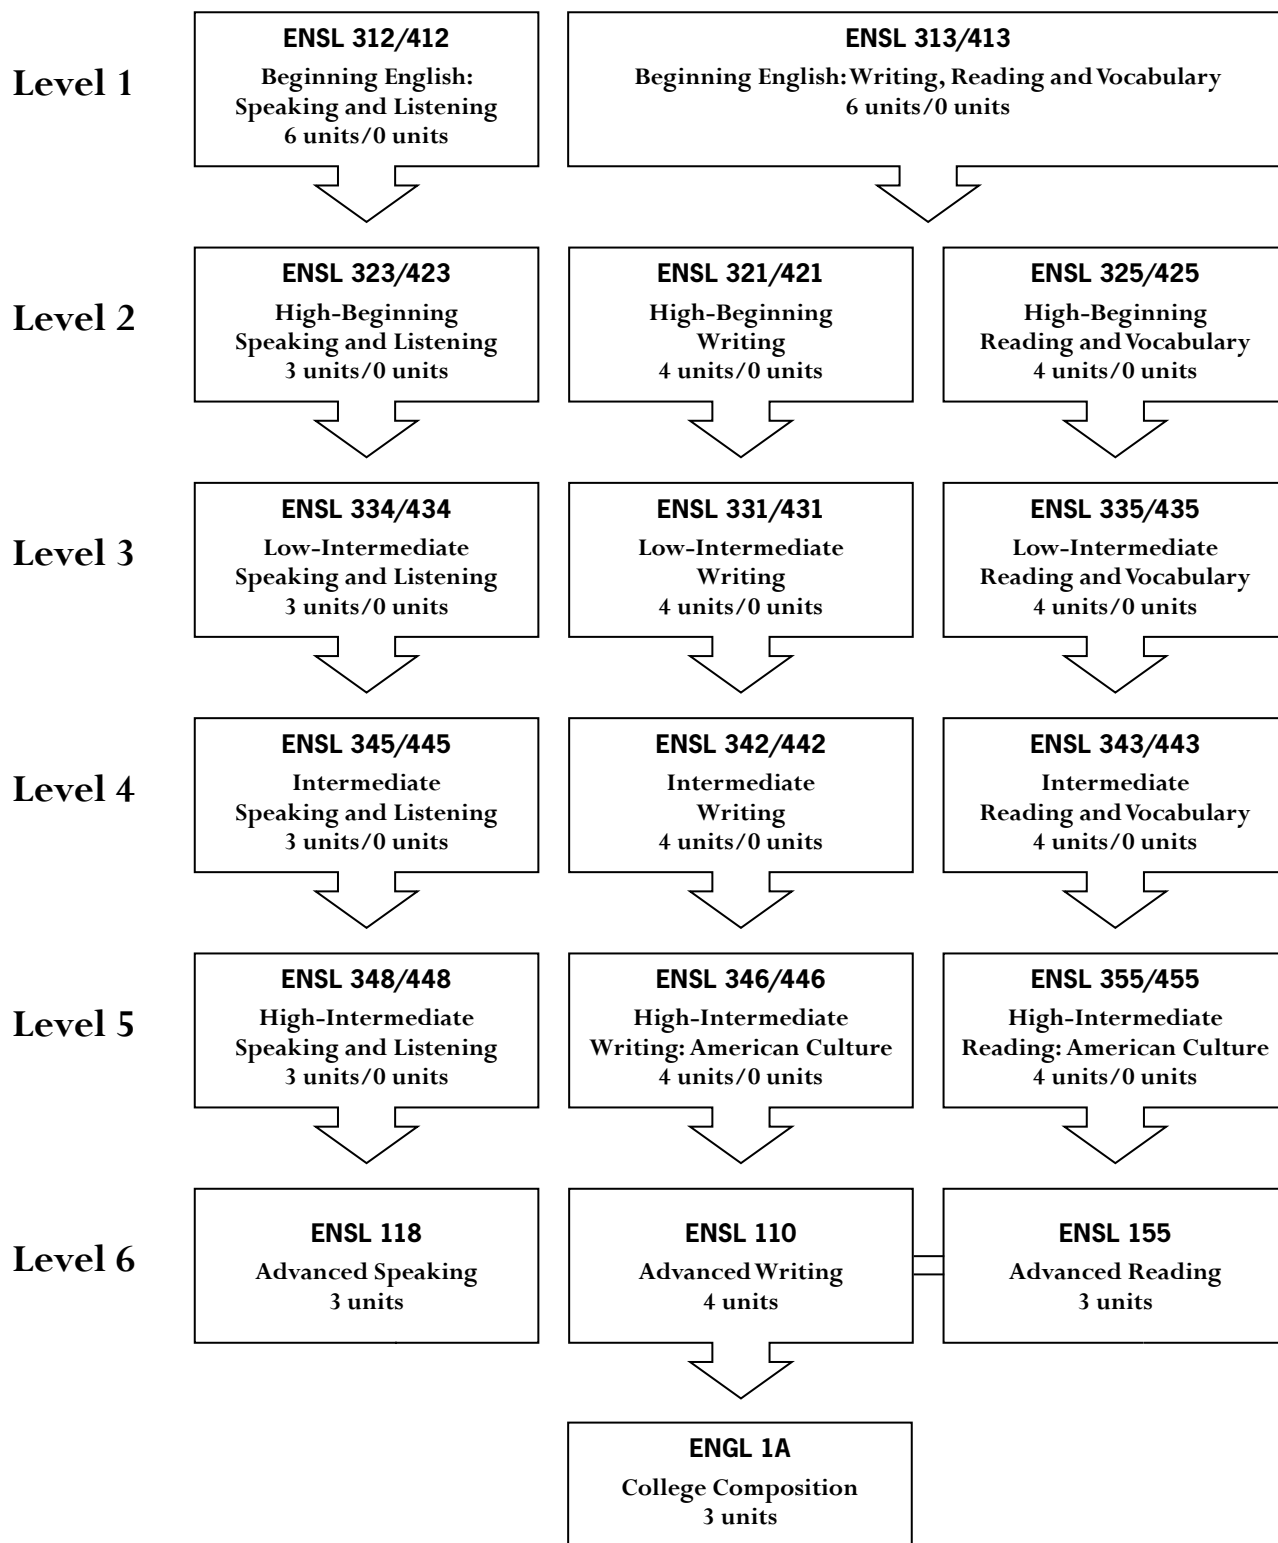 Level 1
ENSL 312/412
Beginning English:
Speaking and Listening
6 units/0 units
ENSL 313/413
Beginning English: Writing, Reading and Vocabulary
6 units/0 units
Level 2
ENSL 323/423
High-Beginning
Speaking and Listening
3 units/0 units
ENSL 321/421
High-Beginning
Writing
4 units/0 units
ENSL 325/425
High-Beginning
Reading and Vocabulary
4 units/0 units
Level 3
ENSL 334/434
Low-Intermediate
Speaking and Listening
3 units/0 units
ENSL 331/431
Low-Intermediate
Writing
4 units/0 units
ENSL 335/435
Low-Intermediate
Reading and Vocabulary
4 units/0 units
Level 4
ENSL 345/445
Intermediate
Speaking and Listening
3 units/0 units
ENSL 342/442
Intermediate
Writing
4 units/0 units
ENSL 343/443
Intermediate
Reading and Vocabulary
4 units/0 units
Level 5
ENSL 348/448
High-Intermediate
Speaking and Listening
3 units/0 units
ENSL 346/446
High-Intermediate
Writing: American Culture
4 units/0 units
ENSL 355/455
High-Intermediate
Reading: American Culture
4 units/0 units
Level 6
ENSL 118
Advanced Speaking
3 units
ENSL 110
Advanced Writing
4 units
ENSL 155
Advanced Reading
3 units
ENGL 1A
College Composition
3 units